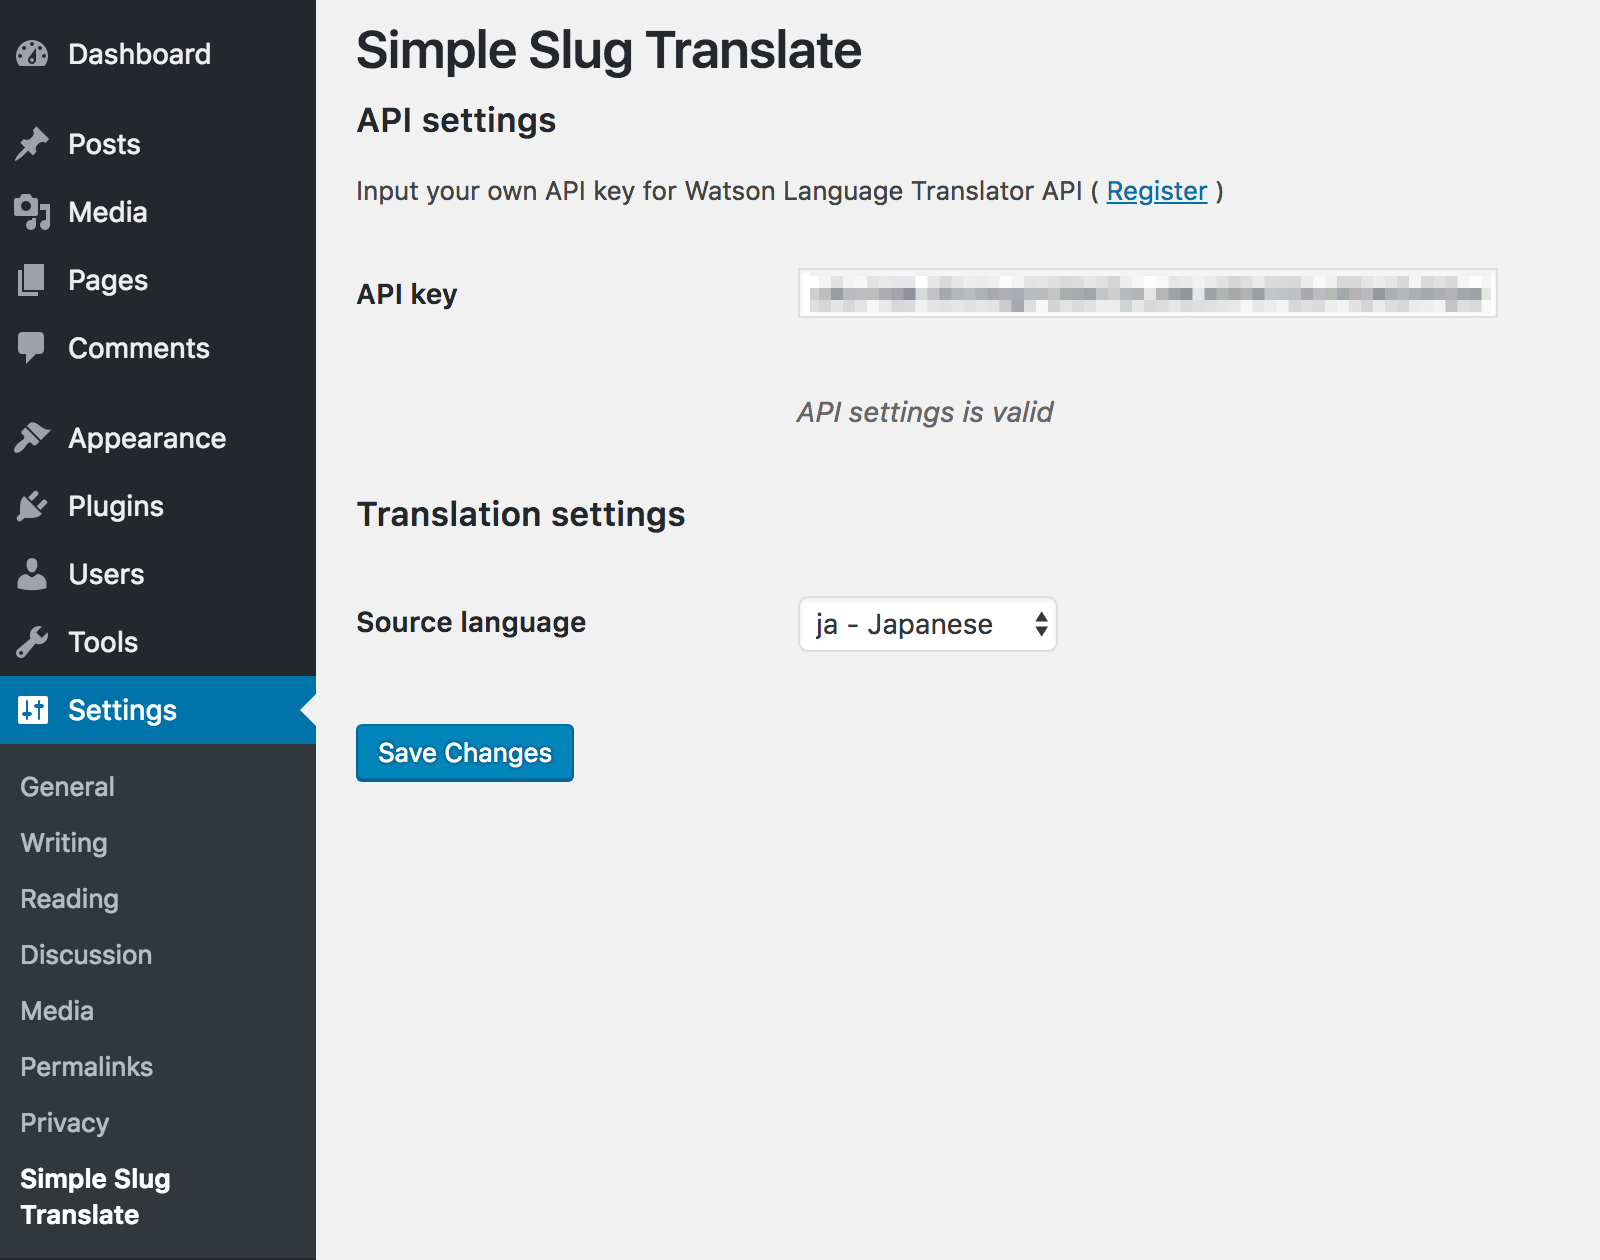 Dashboard
Posts
Media
Pages
Comments
Appearance
Plugins
Users
Tools
Settings
General
Writing
Reading
Discussion
Media
Permalinks
Privacy
Simple Slug
Translate
Simple Slug Translate
API settings
Input your own API key for Watson Language Translator API ( Register )
API key
API settings is valid
Translation settings
Source language
ja - Japanese
Save Changes